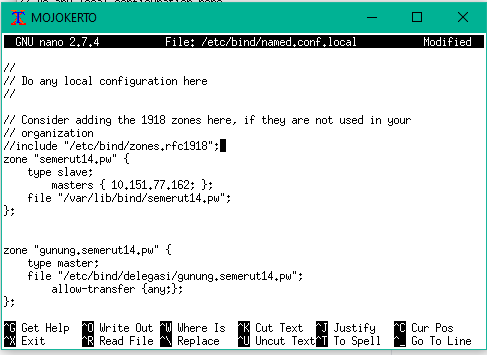 MOJOKERTO
GNU nano 2.7.4 File: /etc/bind/named.conf.local Modified
//
// Do any local configuration here
//
// Consider adding the 1918 zones here, if they are not used in your
// organization
//include "/etc/bind/zones.rfc1918";
zone "semerut14.pw" {
    type slave;
        masters { 10.151.77.162; };
    file "/var/lib/bind/semerut14.pw";
};
zone "gunung.semerut14.pw" {
    type master;
    file "/etc/bind/delegasi/gunung.semerut14.pw";
        allow-transfer {any;};
};
^G Get Help ^O Write Out ^W Where Is ^K Cut Text ^J Justify ^C Cur Pos
^X Exit ^R Read File ^\ Replace ^U Uncut Text ^T To Spell ^_ Go To Line